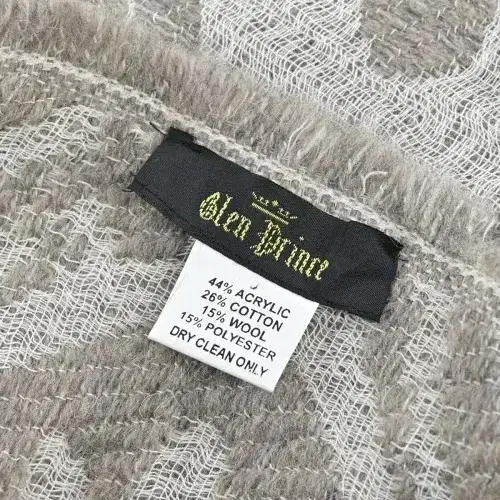 Glen Prince
44% ACRYLIC
26% COTTON
15% WOOL
15% POLYESTER
DRY CLEAN ONLY